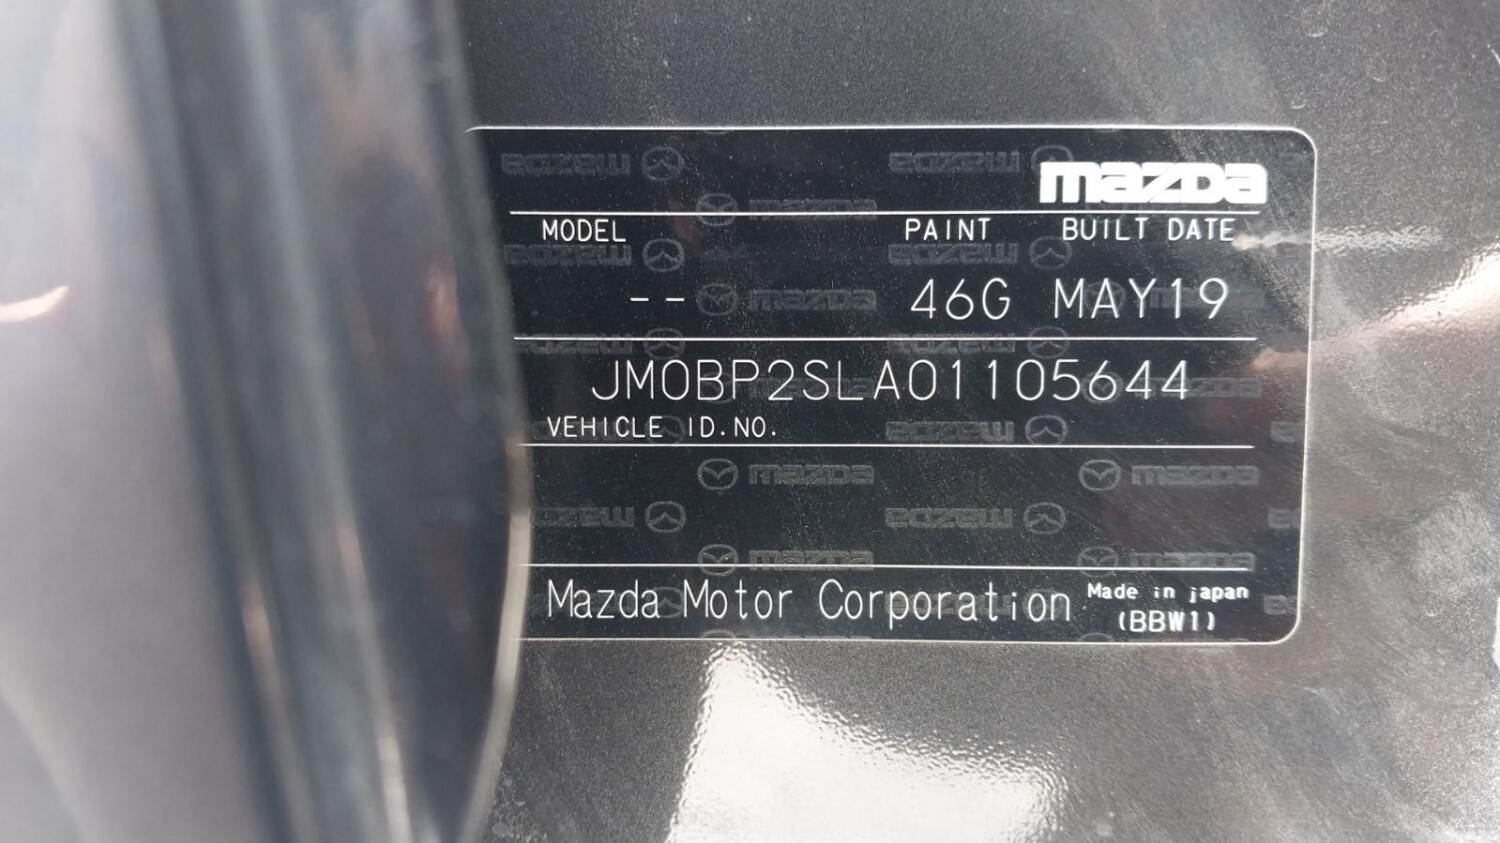 mazda
MODEL PAINT BUILT DATE
-- 46G MAY19
JM0BP2SLA01105644
VEHICLE ID.NO.
Mazda Motor Corporation Made in japan
(BBW1)